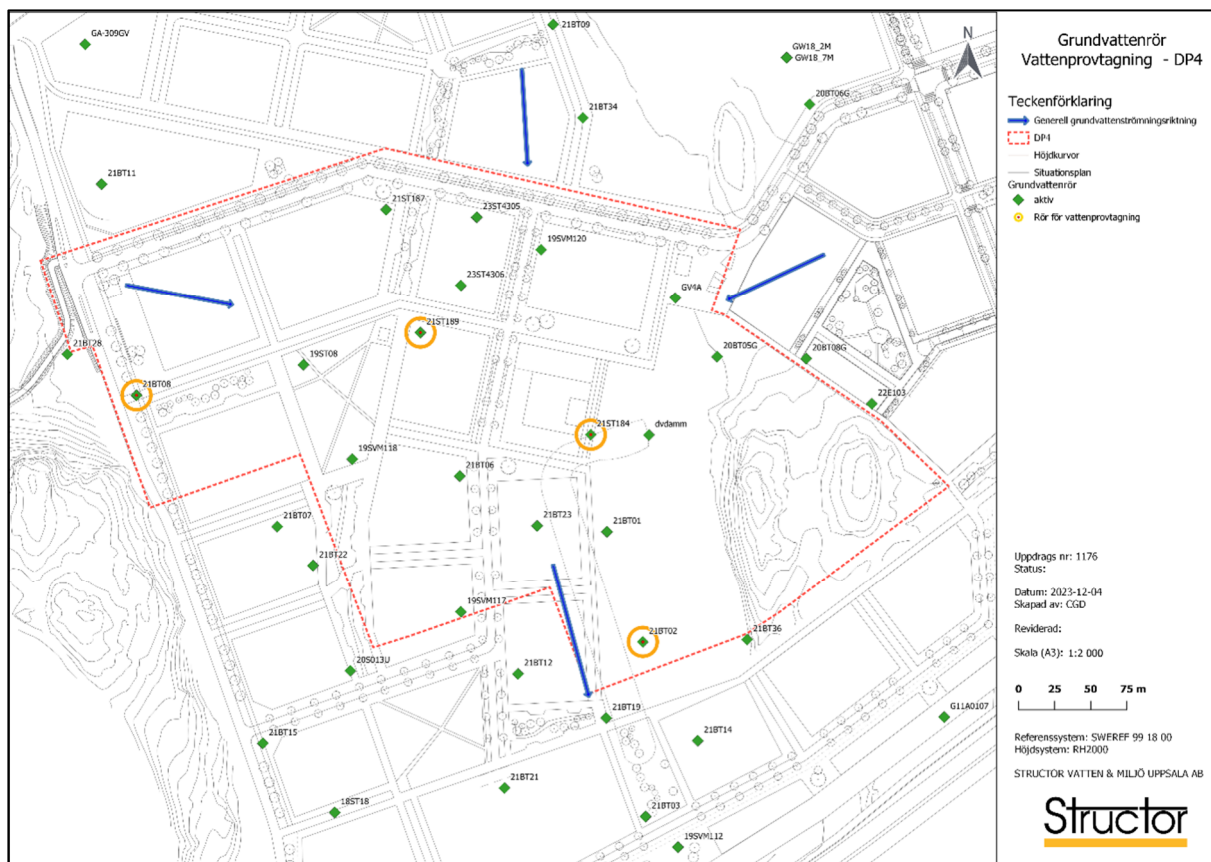 GA-309GV
21BT09
GW18_2M
GW18_7M
N
20BT06G
21BT34
21BT11
21ST187
23ST4305
19SVM120
23ST4306
GV4A
21ST189
21BT28
19ST08
20BT05G
20BT08G
21BT08
22E103
21ST184
dvdamm
19SVM118
21BT06
21BT07
21BT23
21BT01
21BT22
19SVM117
21BT02
21BT36
20S013U
21BT12
21BT19
G11A0107
21BT15
21BT14
21BT21
18ST18
21BT03
19SVM112
Grundvattenrör
Vattenprovtagning - DP4
Teckenförklaring
Generell grundvattenströmningsriktning
DP4
Höjdkurvor
Situationsplan
Grundvattenrör
aktiv
Rör för vattenprovtagning
Uppdrags nr: 1176
Status:
Datum: 2023-12-04
Skapad av: CGD
Reviderad:
Skala (A3): 1:2 000
0 25 50 75 m
Referenssystem: SWEREF 99 18 00
Höjdsystem: RH2000
STRUCTOR VATTEN & MILJÖ UPPSALA AB
Structor